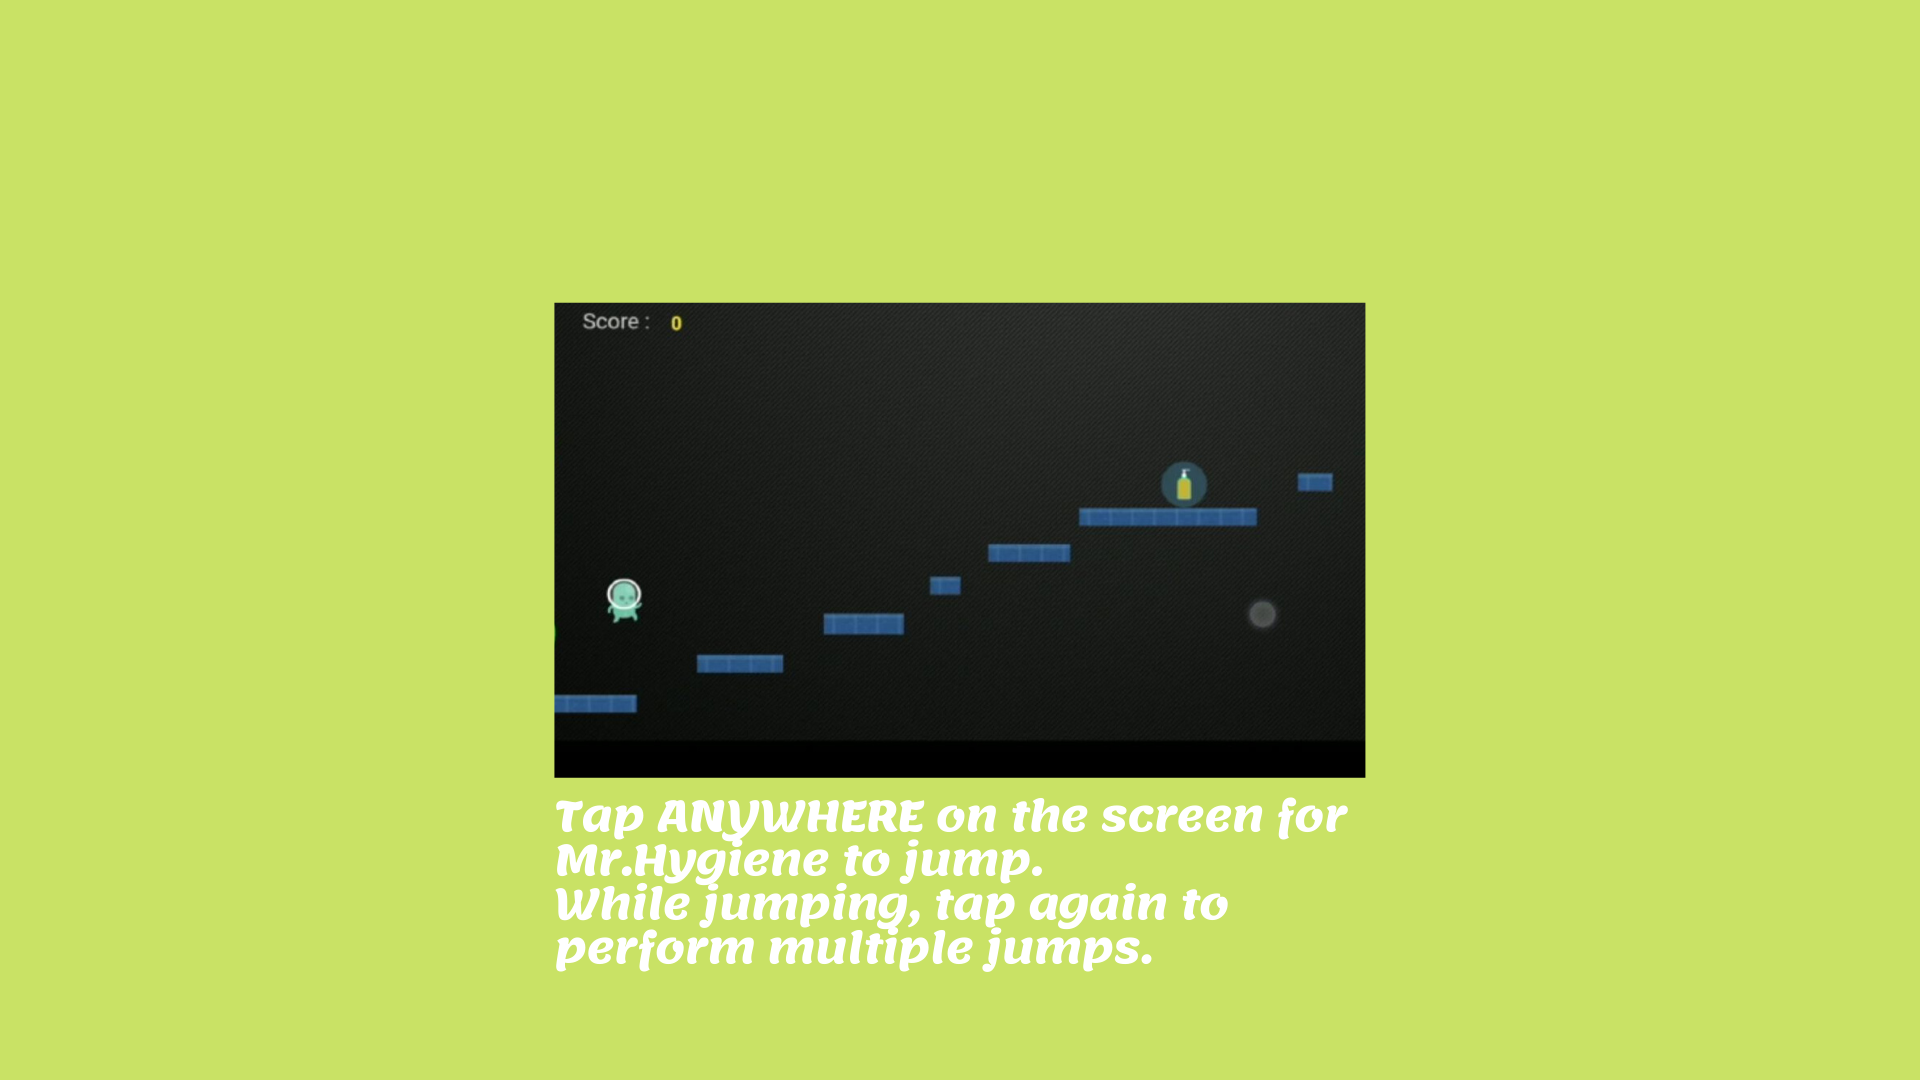 Score : 0
Tap ANYWHERE on the screen for
Mr.Hygiene to jump.
While jumping, tap again to
perform multiple jumps.